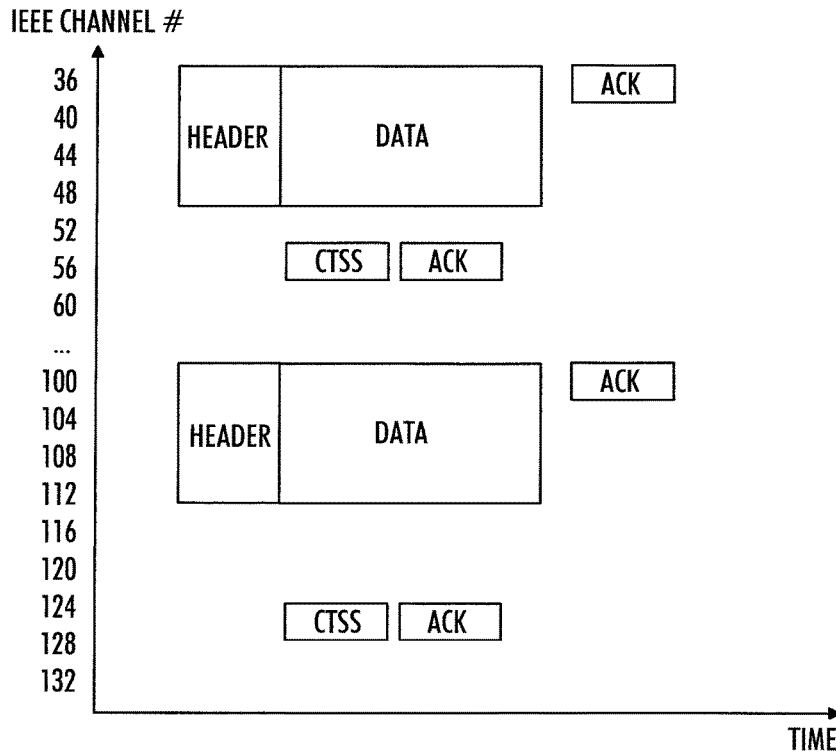 IEEE CHANNEL #
36
ACK
40
HEADER
DATA
44
48
52
CTSS
ACK
56
60
...
100
ACK
104
HEADER
DATA
108
112
116
120
124
CTSS
ACK
128
132
TIME